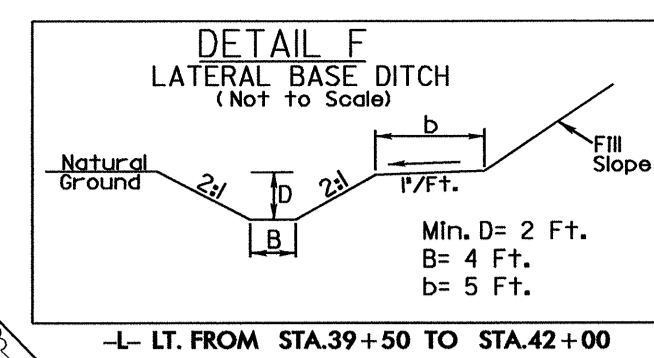 DETAIL F
LATERAL BASE DITCH
(Not to Scale)
b
Natural
Ground
2:1
D
2:1
1"/Ft.
Fill
Slope
B
Min. D= 2 Ft.
B= 4 Ft.
b= 5 Ft.
-L- LT. FROM STA.39+50 TO STA.42+00